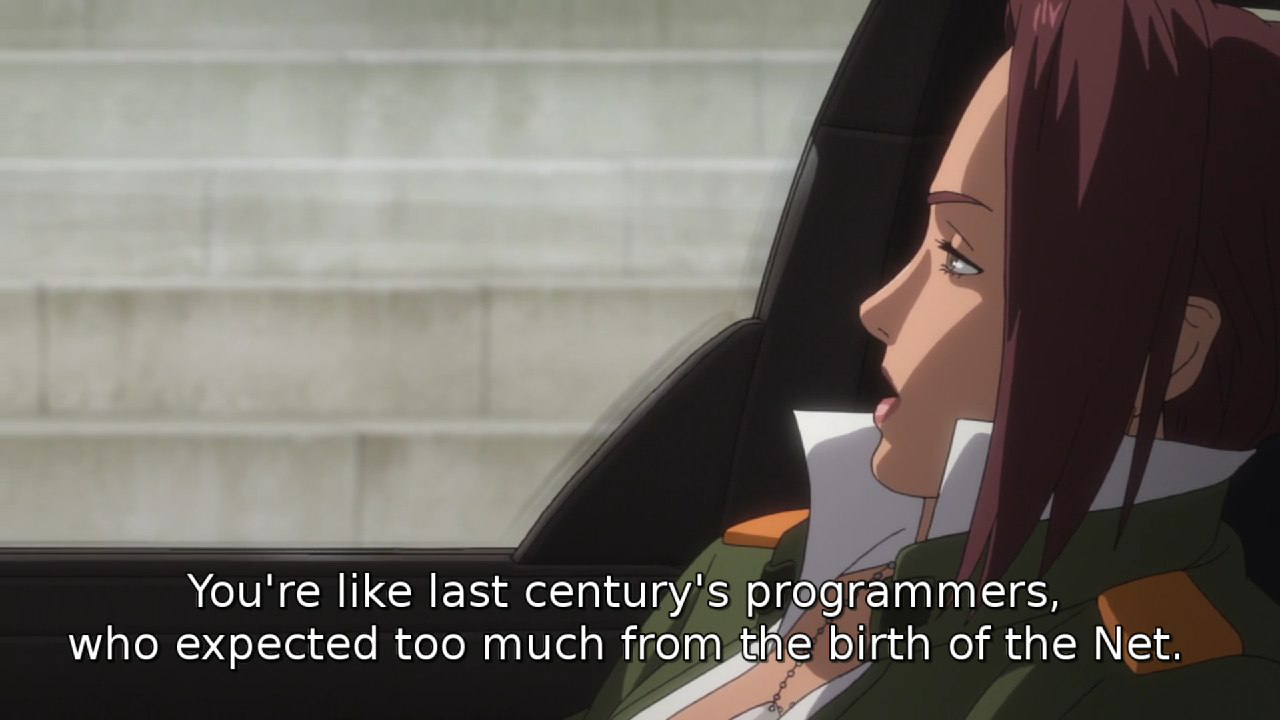 You're like last century's programmers,
who expected too much from the birth of the Net.